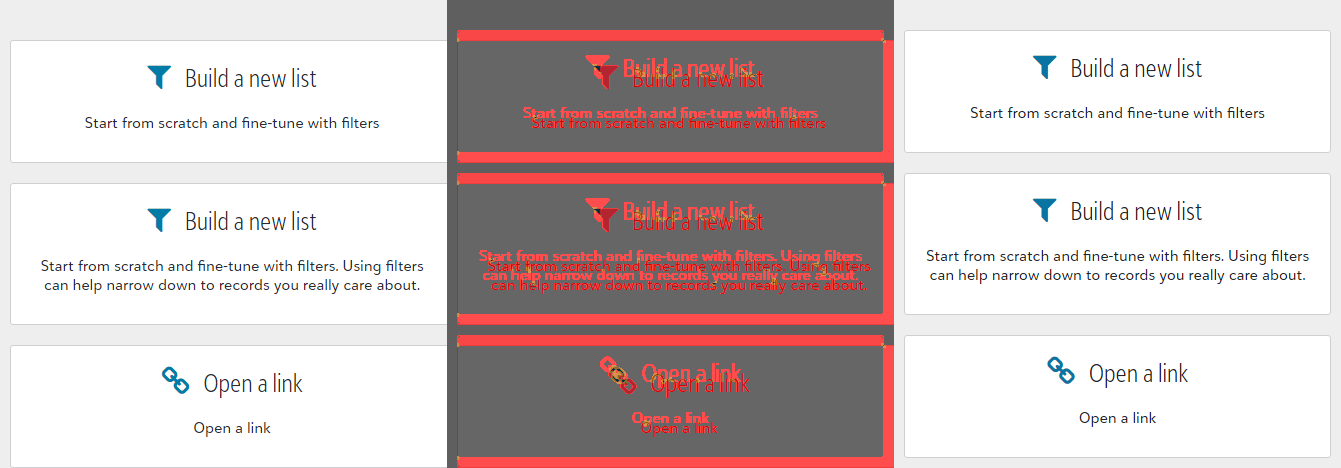 Build a new list
Start from scratch and fine-tune with filters
Build a new list
Start from scratch and fine-tune with filters. Using filters
can help narrow down to records you really care about.
Open a link
Open a link
Build a new list
Build a new list
Start from scratch and fine-tune with filters
Start from scratch and fine-tune with filters
Build a new list
Build a new list
Start from scratch and fine-tune with filters. Using filters
Start from scratch and fine-tune with filters. Using filters
can help narrow down to records you really care about.
can help narrow down to records you really care about.
Open a link
Open a link
Open a link
Open a link
Build a new list
Start from scratch and fine-tune with filters
Build a new list
Start from scratch and fine-tune with filters. Using filters
can help narrow down to records you really care about.
Open a link
Open a link